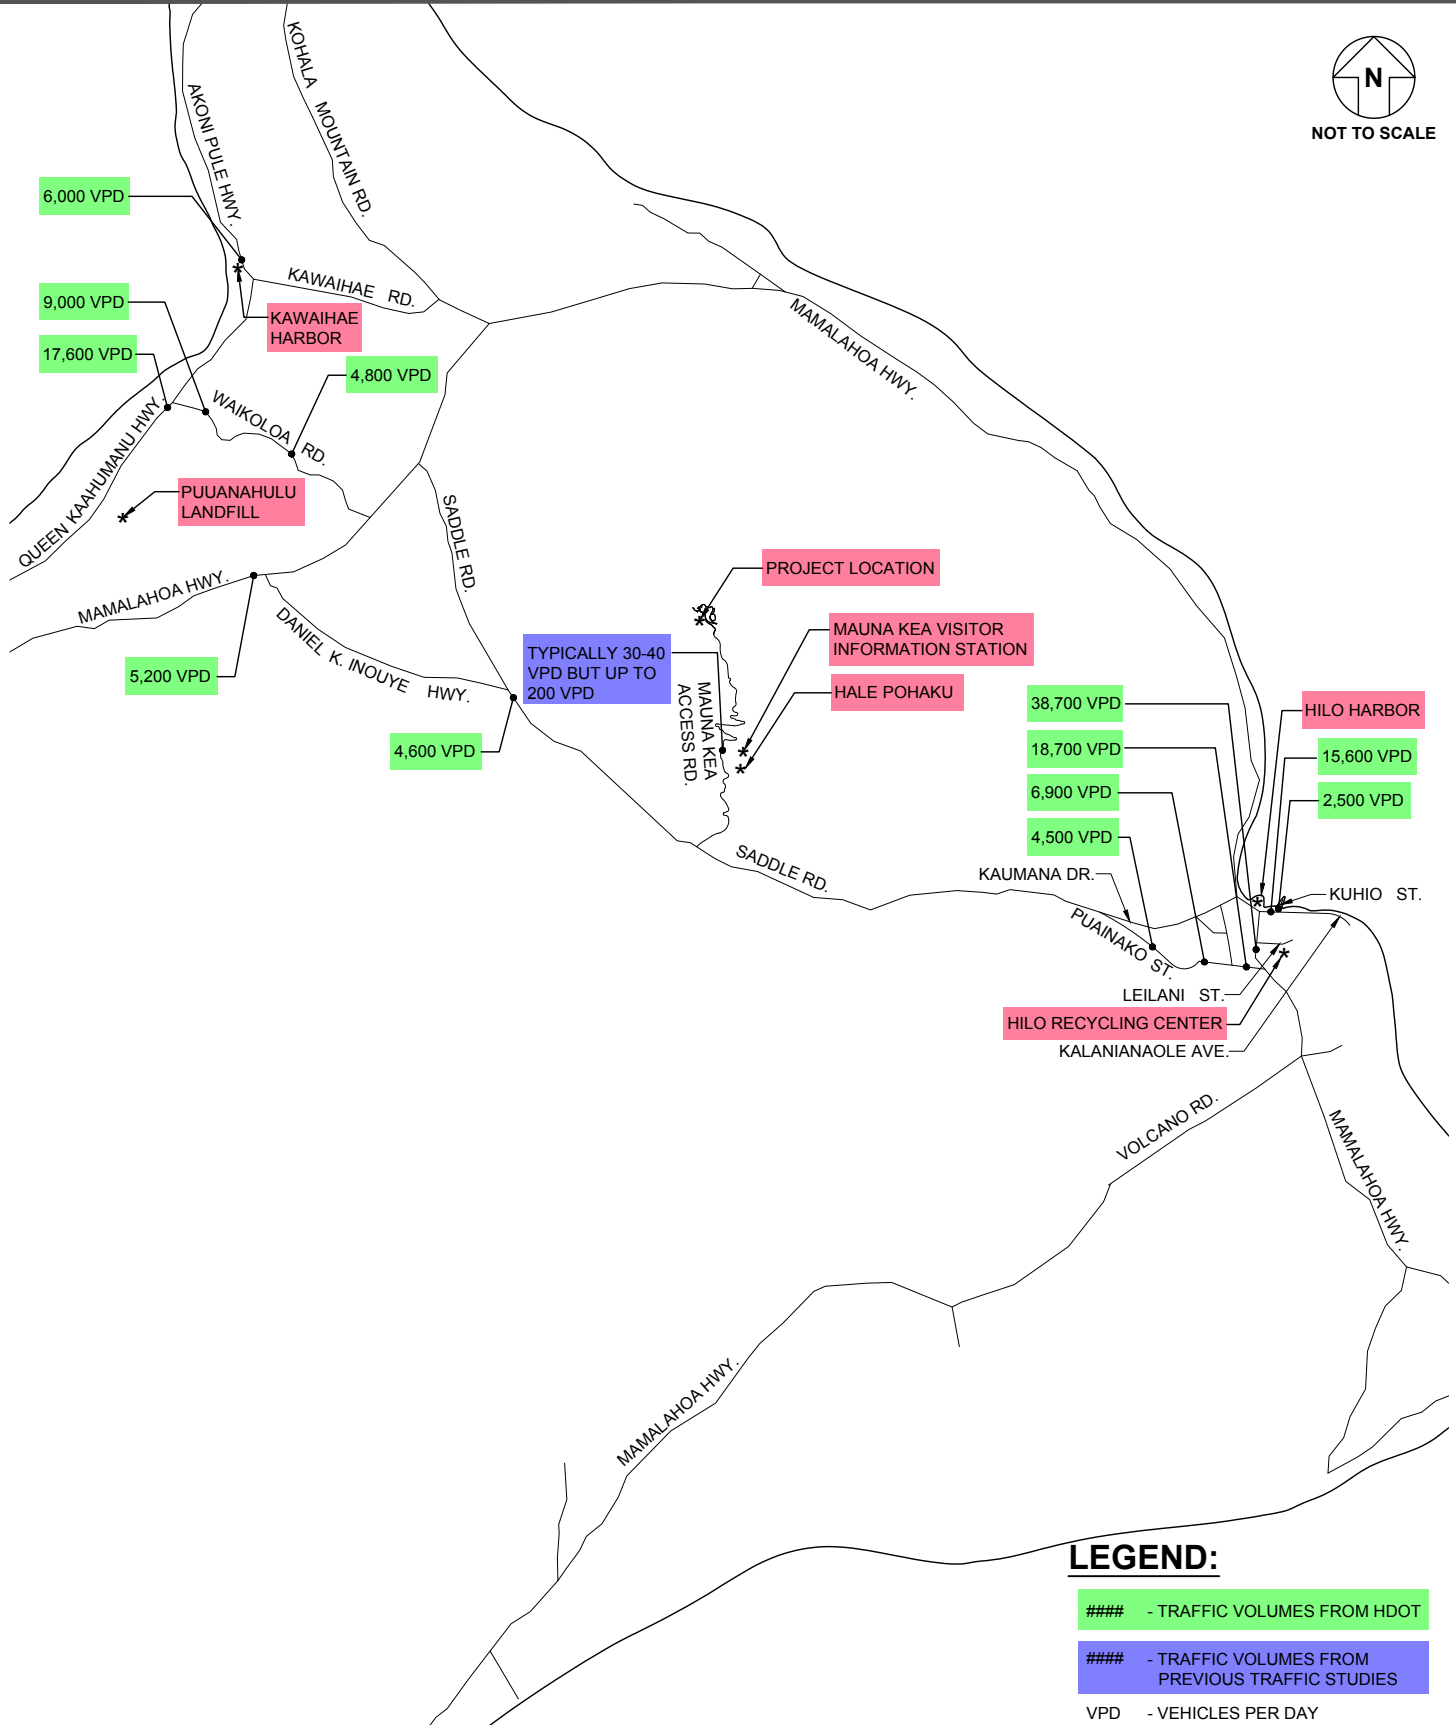 N
NOT TO SCALE
KOHALA MOUNTAIN RD.
AKONI PULE HWY.
6,000 VPD
KAWAIHAE RD.
9,000 VPD
KAWAIHAE
HARBOR
17,600 VPD
4,800 VPD
MAMALAHOA HWY.
WAIKOLOA RD.
QUEEN KAAHUMANU HWY.
PUUANAHULU
LANDFILL
SADDLE RD.
PROJECT LOCATION
MAMALAHOA HWY.
DANIEL K. INOUYE HWY.
MAUNA KEA VISITOR
INFORMATION STATION
TYPICALLY 30-40
VPD BUT UP TO
200 VPD
5,200 VPD
HALE POHAKU
MAUNA KEA
ACCESS RD.
4,600 VPD
38,700 VPD
HILO HARBOR
18,700 VPD
15,600 VPD
6,900 VPD
2,500 VPD
4,500 VPD
SADDLE RD.
KAUMANA DR.
KUHIO ST.
PUAINAKO ST.
LEILANI ST.
HILO RECYCLING CENTER
KALANIANAOLE AVE.
VOLCANO RD.
MAMALAHOA HWY.
MAMALAHOA HWY.
LEGEND:
#### - TRAFFIC VOLUMES FROM HDOT
#### - TRAFFIC VOLUMES FROM
PREVIOUS TRAFFIC STUDIES
VPD - VEHICLES PER DAY